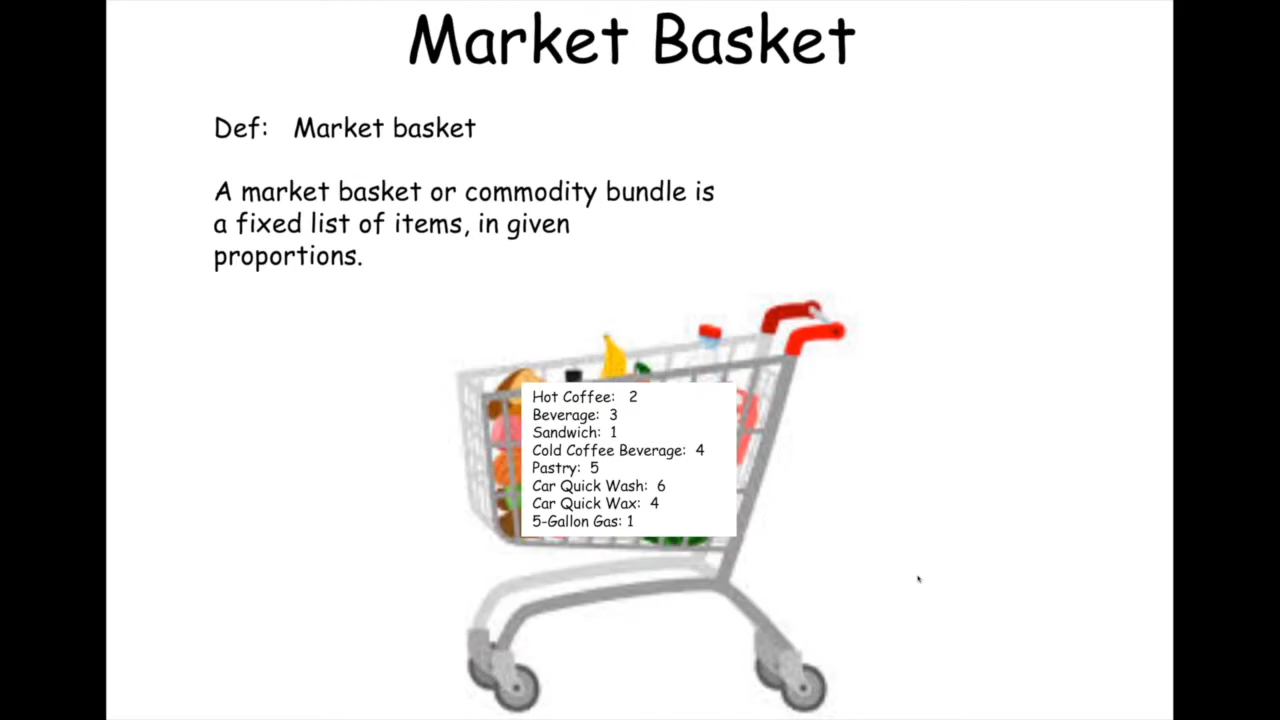 Market Basket
Def: Market basket
A market basket or commodity bundle is
a fixed list of items, in given
proportions.
Hot Coffee: 2
Beverage: 3
Sandwich: 1
Cold Coffee Beverage: 4
Pastry: 5
Car Quick Wash: 6
Car Quick Wax: 4
5-Gallon Gas: 1